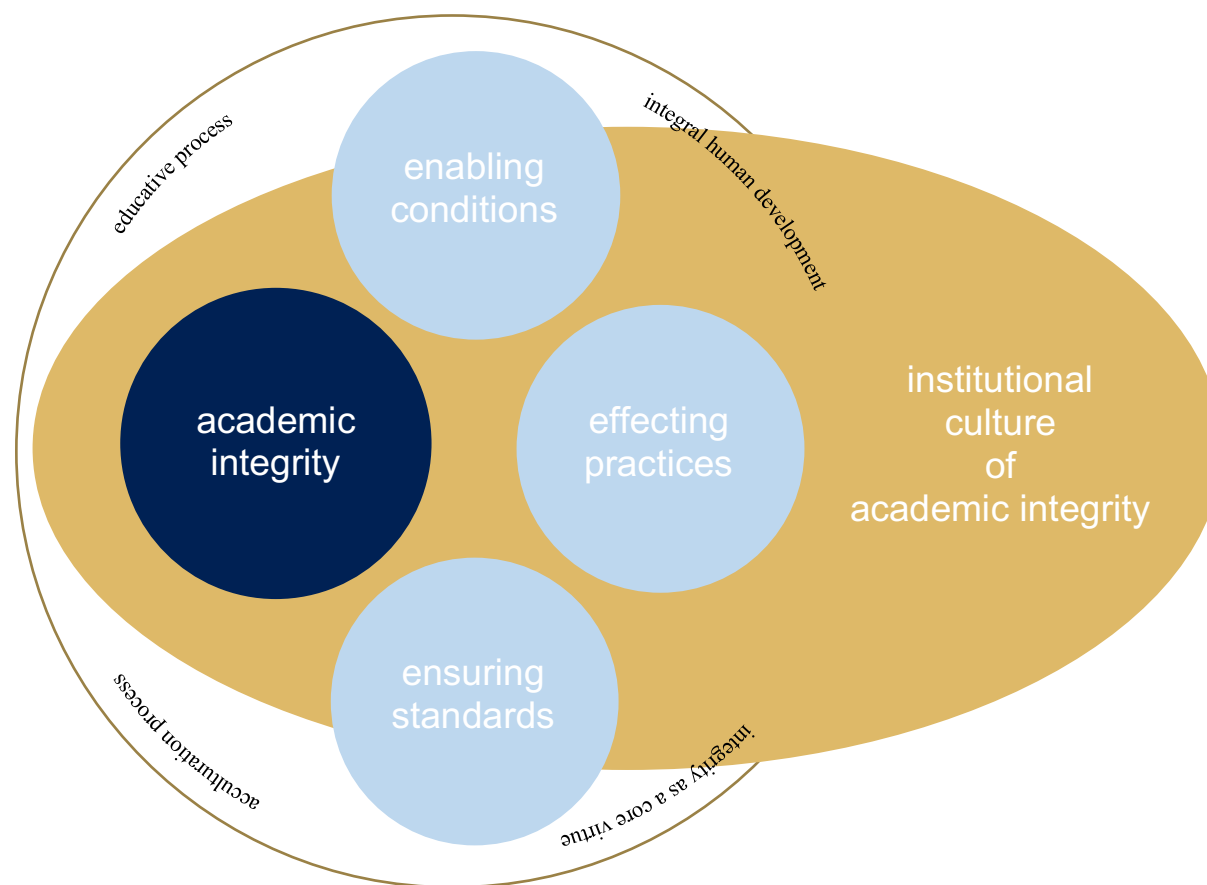 educative process
integral human development
enabling
conditions
academic
integrity
effecting
practices
institutional
culture
of
academic integrity
ensuring
standards
acculturation process
integrity as a core virtue